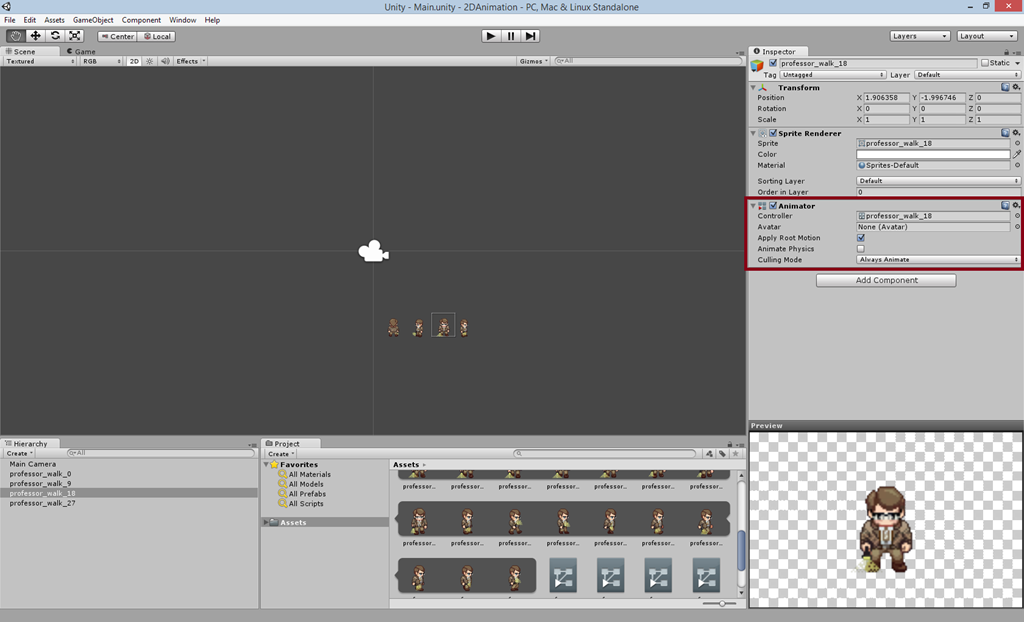 Unity - Main.unity - 2DAnimation - PC, Mac & Linux Standalone
File Edit Assets GameObject Component Window Help
Center Local Layers Layout
Scene Game
Textured RGB 2D Effects Gizmos All
Inspector
professor_walk_18 Static
Tag Untagged Layer Default
Transform
Position X 1.906358 Y -1.996746 Z 0
Rotation X 0 Y 0 Z 0
Scale X 1 Y 1 Z 1
Sprite Renderer
Sprite professor_walk_18
Color
Material Sprites-Default
Sorting Layer Default
Order in Layer 0
Animator
Controller professor_walk_18
Avatar None (Avatar)
Apply Root Motion
Animate Physics
Culling Mode Always Animate
Add Component
Hierarchy
Create All
Main Camera
professor_walk_0
professor_walk_9
professor_walk_18
professor_walk_27
Project
Create
Favorites
All Materials
All Models
All Prefabs
All Scripts
Assets
Assets
professor... professor... professor... professor... professor... professor... professor...
professor... professor... professor... professor... professor... professor... professor...
Preview